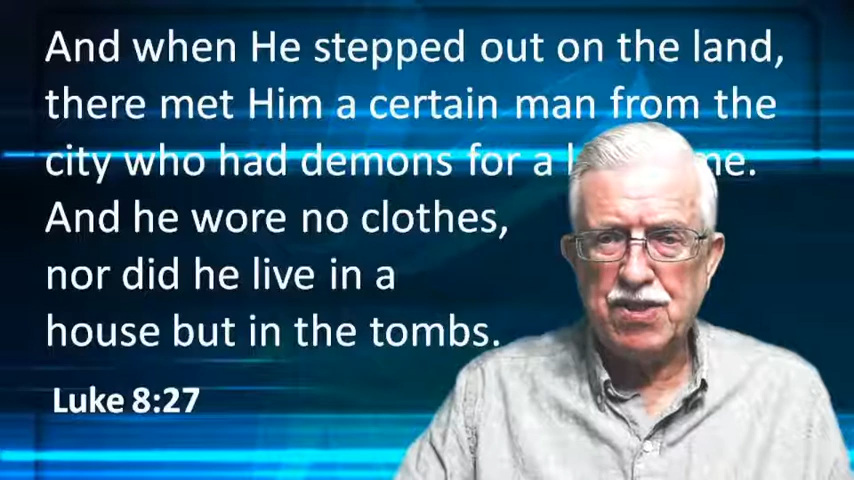 And when He stepped out on the land,
there met Him a certain man from the
city who had demons for a
And he wore no clothes,
nor did he live in a
house but in the tombs.
Luke 8:27